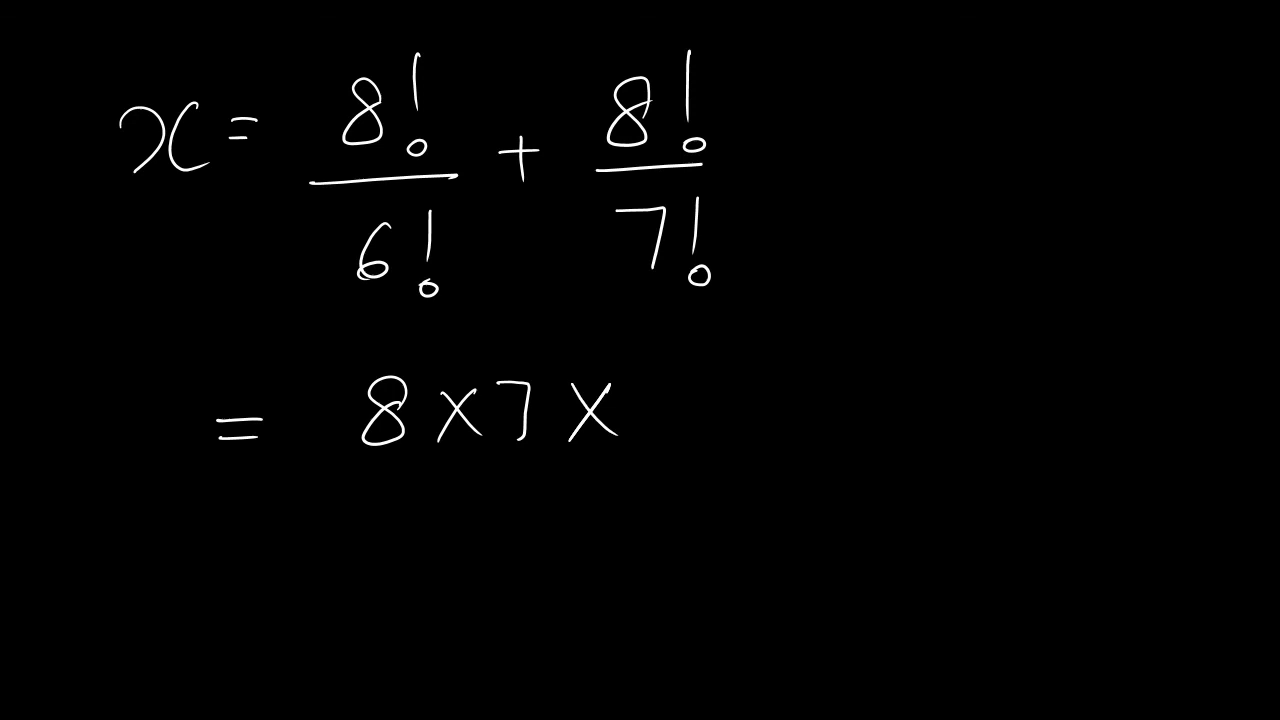 x = 8!/6! + 8!/7!
= 8 × 7 ×